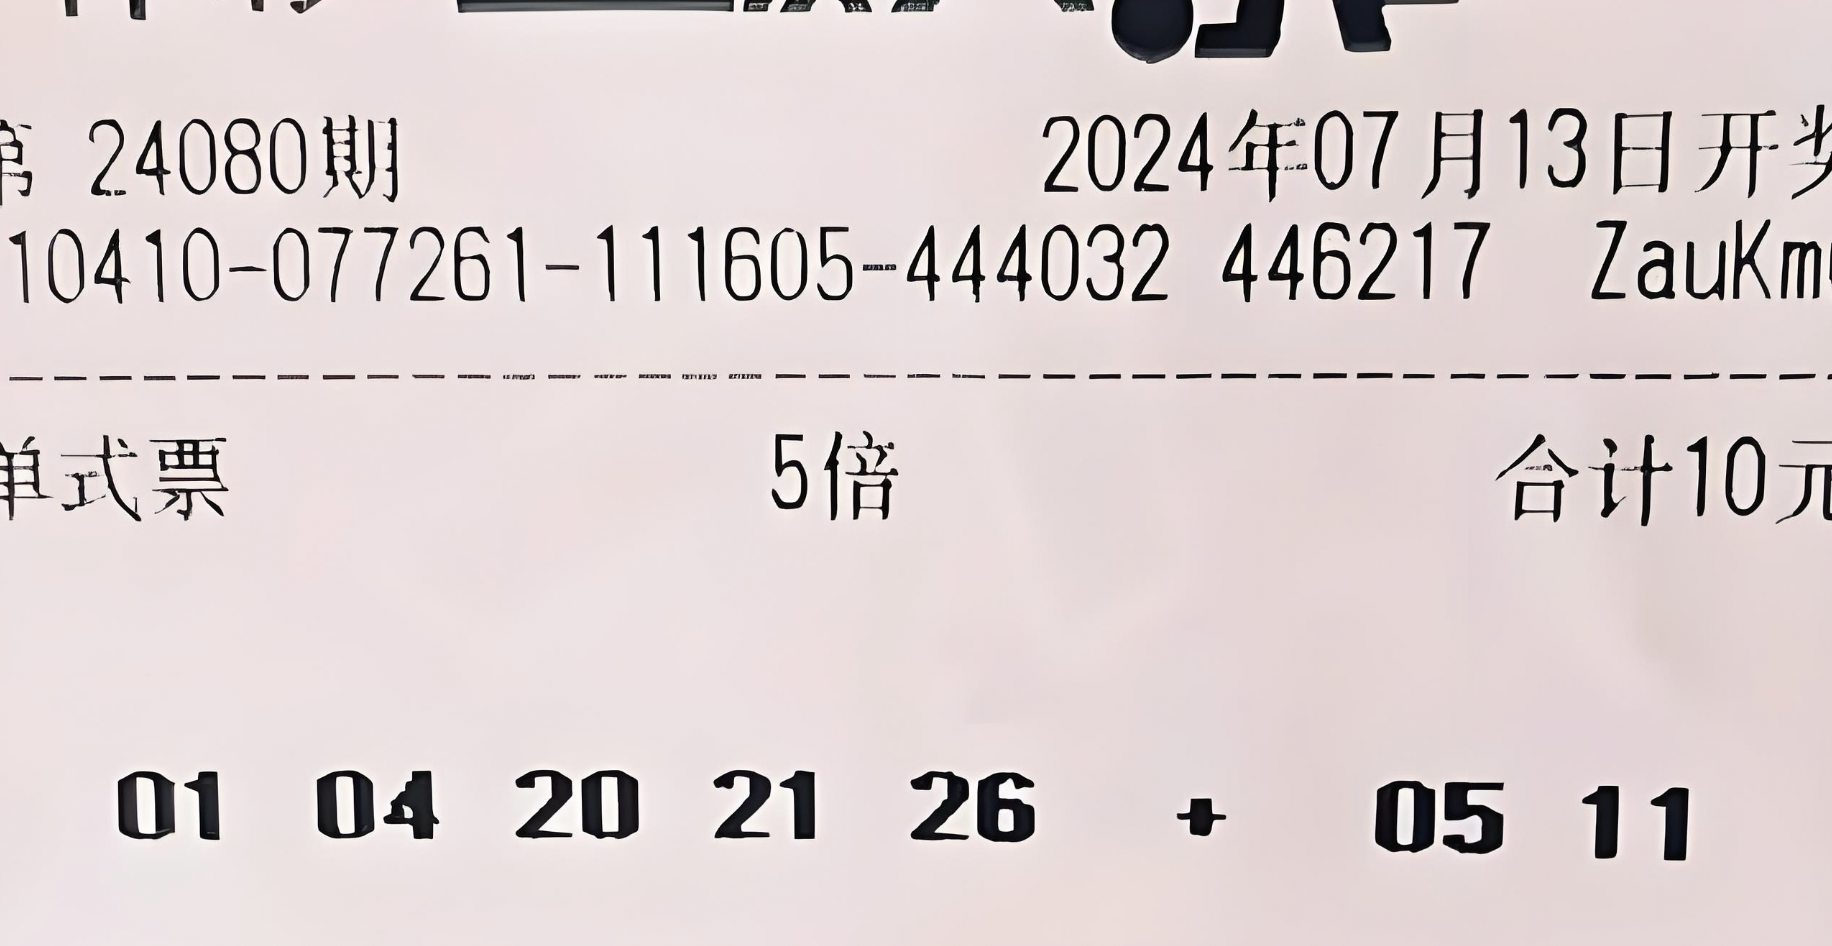 第 24080期 2024年07月13日开奖
10410-077261-111605-444032 446217 ZauKm
单式票 5倍 合计10元
01 04 20 21 26 + 05 11